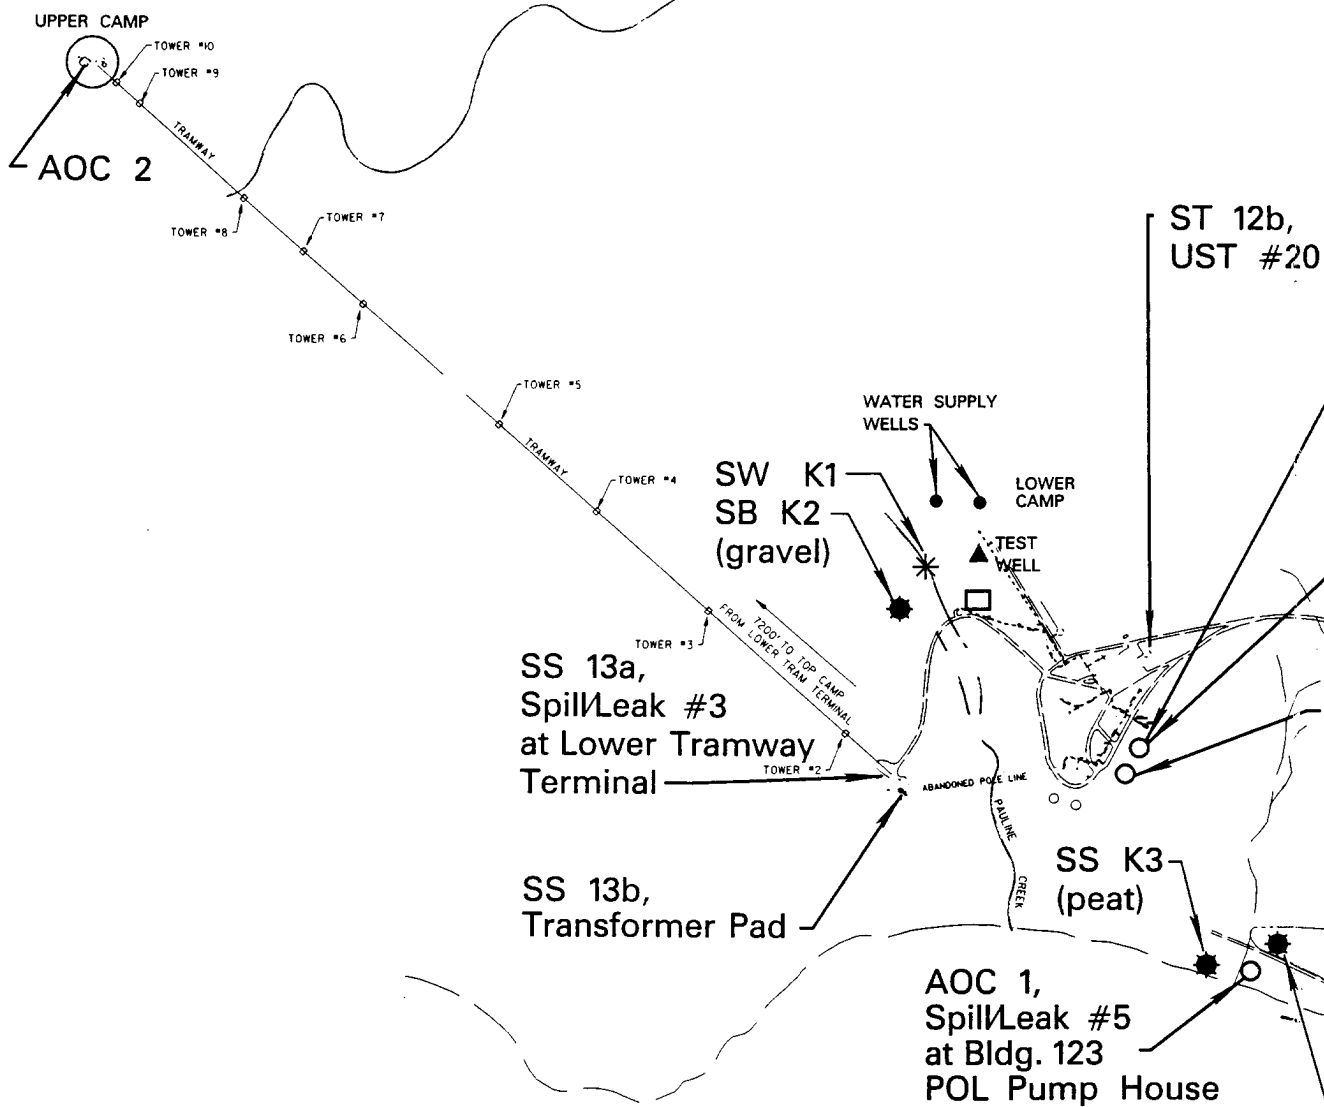 UPPER CAMP
TOWER #10
TOWER #9
TRAMWAY
AOC 2
TOWER #8
TOWER #7
TOWER #6
TOWER #5
TRAMWAY
TOWER #4
ST 12b,
UST #20
WATER SUPPLY
WELLS
LOWER
CAMP
SW K1
SB K2
(gravel)
TEST
WELL
TOWER #3
7200' TO TOP CAMP
FROM LOWER TRAM TERMINAL
SS 13a,
Spill/Leak #3
at Lower Tramway
Terminal
TOWER #2
ABANDONED POLE LINE
PAULINE
CREEK
SS 13b,
Transformer Pad
SS K3
(peat)
AOC 1,
Spill/Leak #5
at Bldg. 123
POL Pump House